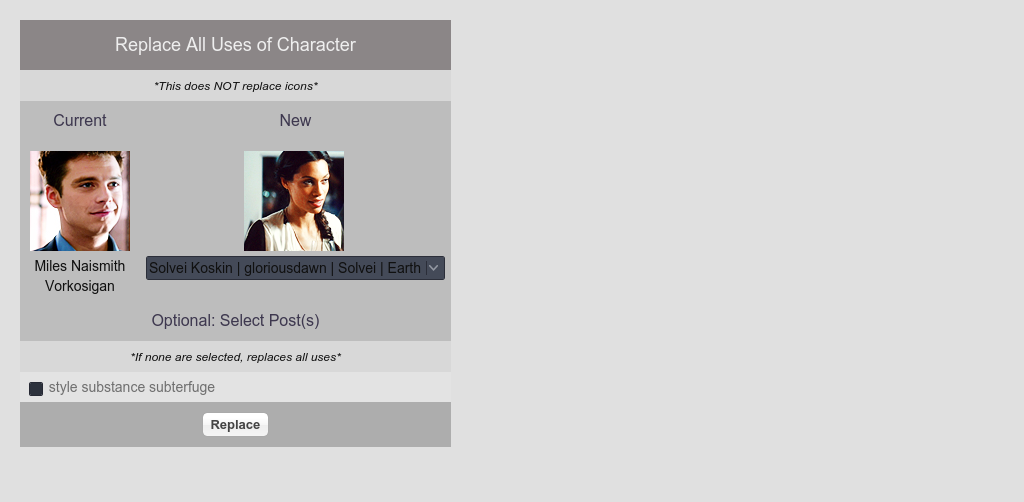 Replace All Uses of Character
*This does NOT replace icons*
Current New
Miles Naismith
Vorkosigan
Solvei Koskin | gloriousdawn | Solvei | Earth
Optional: Select Post(s)
*If none are selected, replaces all uses*
style substance subterfuge
Replace